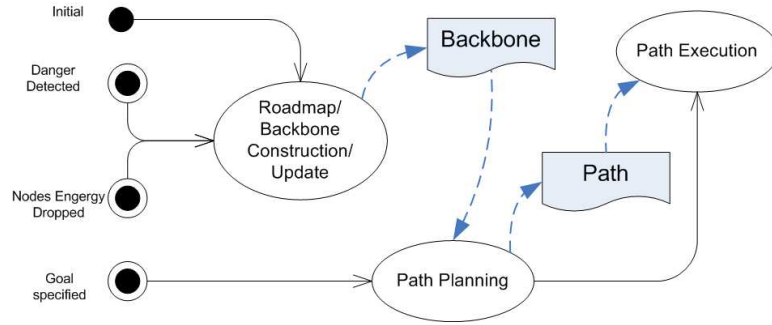 Initial
Danger
Detected
Nodes Engergy
Dropped
Goal
specified
Roadmap/
Backbone
Construction/
Update
Backbone
Path Planning
Path
Path Execution